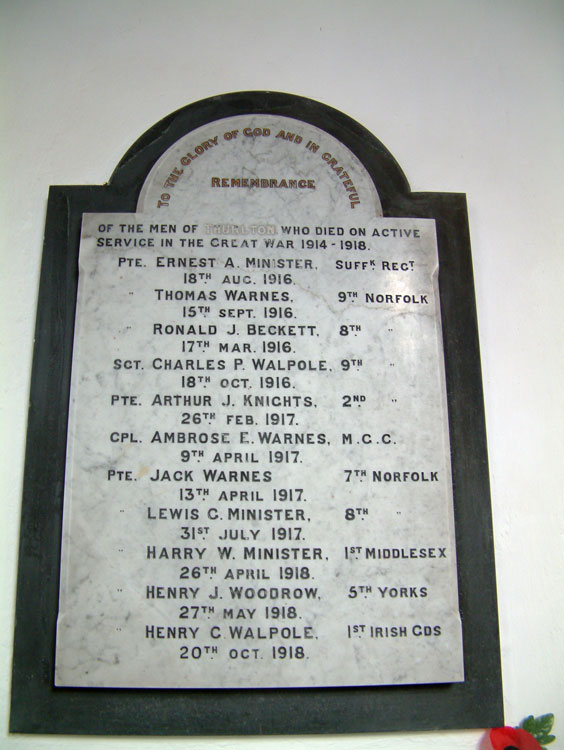 TO THE GLORY OF GOD AND IN GRATEFUL
REMEMBRANCE
OF THE MEN OF THURLTON WHO DIED ON ACTIVE
SERVICE IN THE GREAT WAR 1914-1918.
PTE. ERNEST A. MINISTER. SUFFK REGT
18TH AUG. 1916.
" THOMAS WARNES, 9TH NORFOLK
15TH SEPT. 1916.
" RONALD J. BECKETT. 8TH "
17TH MAR. 1916.
SGT. CHARLES P. WALPOLE. 9TH "
18TH OCT. 1916.
PTE. ARTHUR J. KNIGHTS. 2ND "
26TH FEB. 1917.
CPL. AMBROSE E. WARNES, M.G.C.
9TH APRIL 1917.
PTE. JACK WARNES 7TH NORFOLK
13TH APRIL 1917.
" LEWIS C. MINISTER, 8TH "
31ST JULY 1917.
" HARRY W. MINISTER, 1ST MIDDLESEX
26TH APRIL 1918.
" HENRY J. WOODROW, 5TH YORKS
27TH MAY 1918.
" HENRY C. WALPOLE. 1ST IRISH GDS
20TH OCT. 1918.